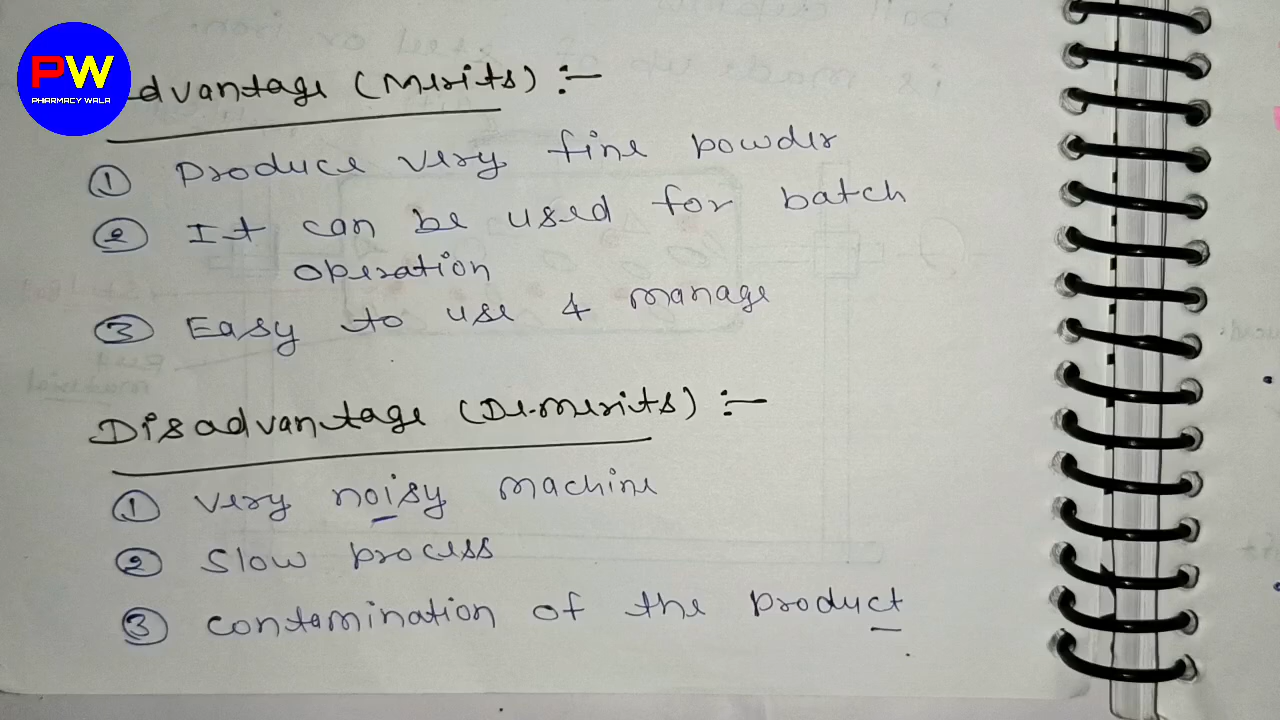 PW
PHARMACY WALA
dvantage (Merits) :-
① Produce very fine powder
② It can be used for batch
operation
③ Easy to use & manage
Disadvantage (De-merits) :-
① very noisy machine
② Slow process
③ contamination of the product